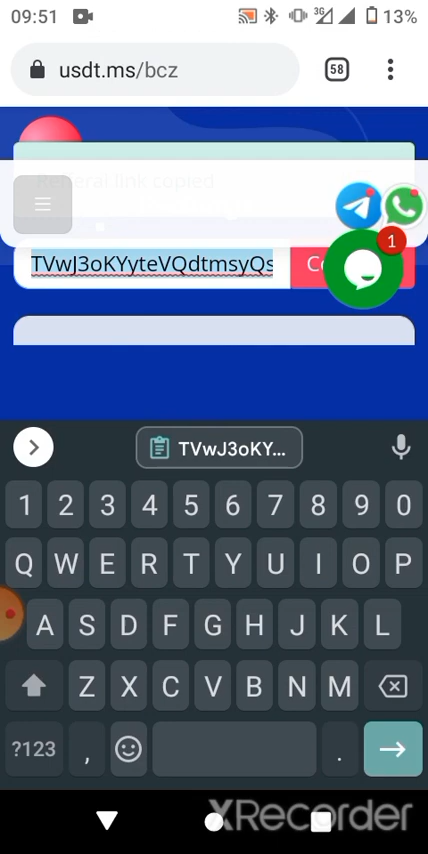 09:51 3G 13%
usdt.ms/bcz 58
Referral link copied
1
TVwJ3oKYyteVQdtmsyQs
TVwJ3oKY...
1 2 3 4 5 6 7 8 9 0
Q W E R T Y U I O P
A S D F G H J K L
Z X C V B N M
?123 , .
XRecorder